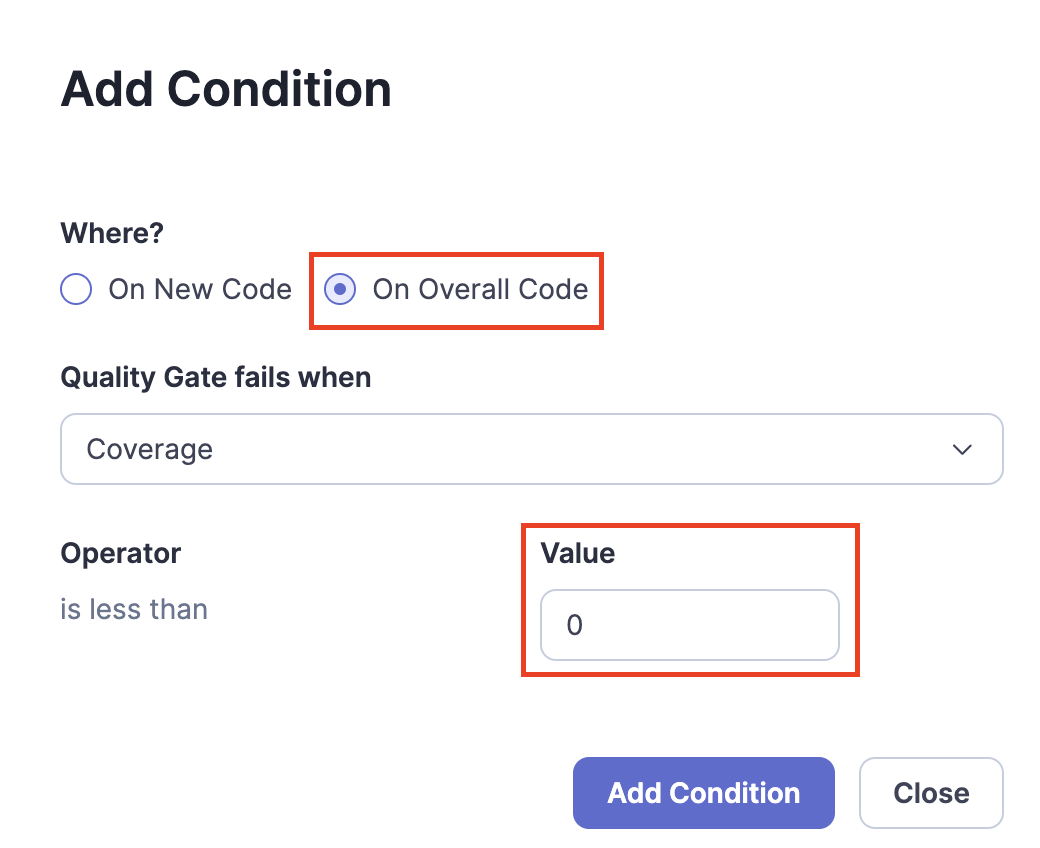 Add Condition
Where?
On New Code On Overall Code
Quality Gate fails when
Coverage
Operator Value
is less than 0
Add Condition Close